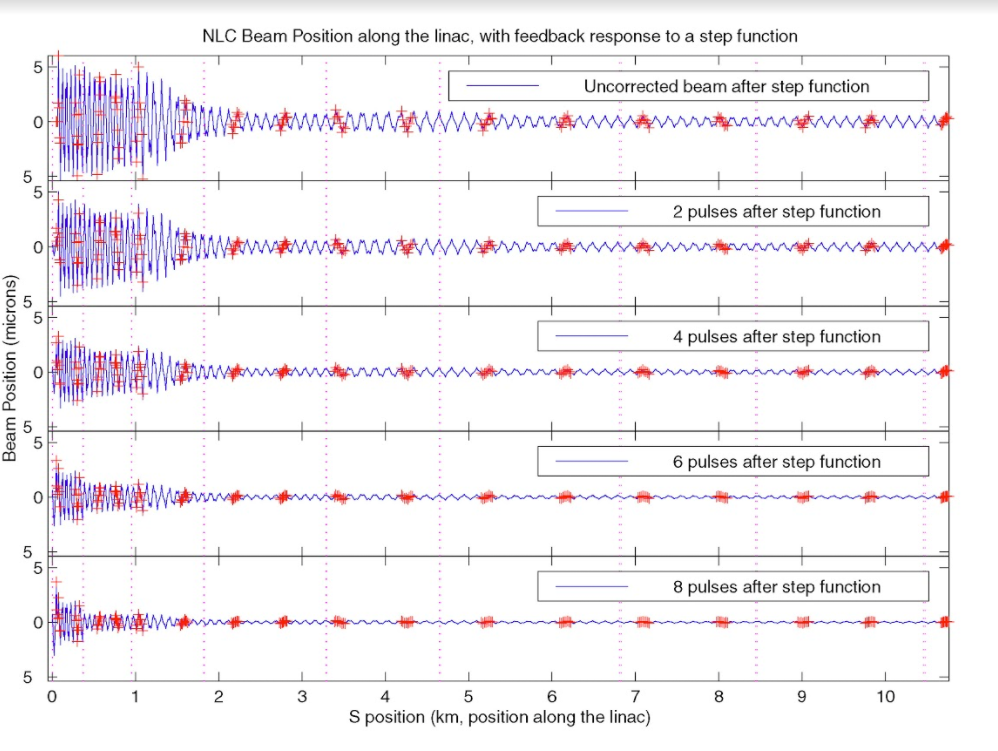 NLC Beam Position along the linac, with feedback response to a step function
5
Uncorrected beam after step function
0
5
5
2 pulses after step function
0
5
Beam Position (microns)
5
4 pulses after step function
0
5
5
6 pulses after step function
0
5
5
8 pulses after step function
0
5
0 1 2 3 4 5 6 7 8 9 10
S position (km, position along the linac)